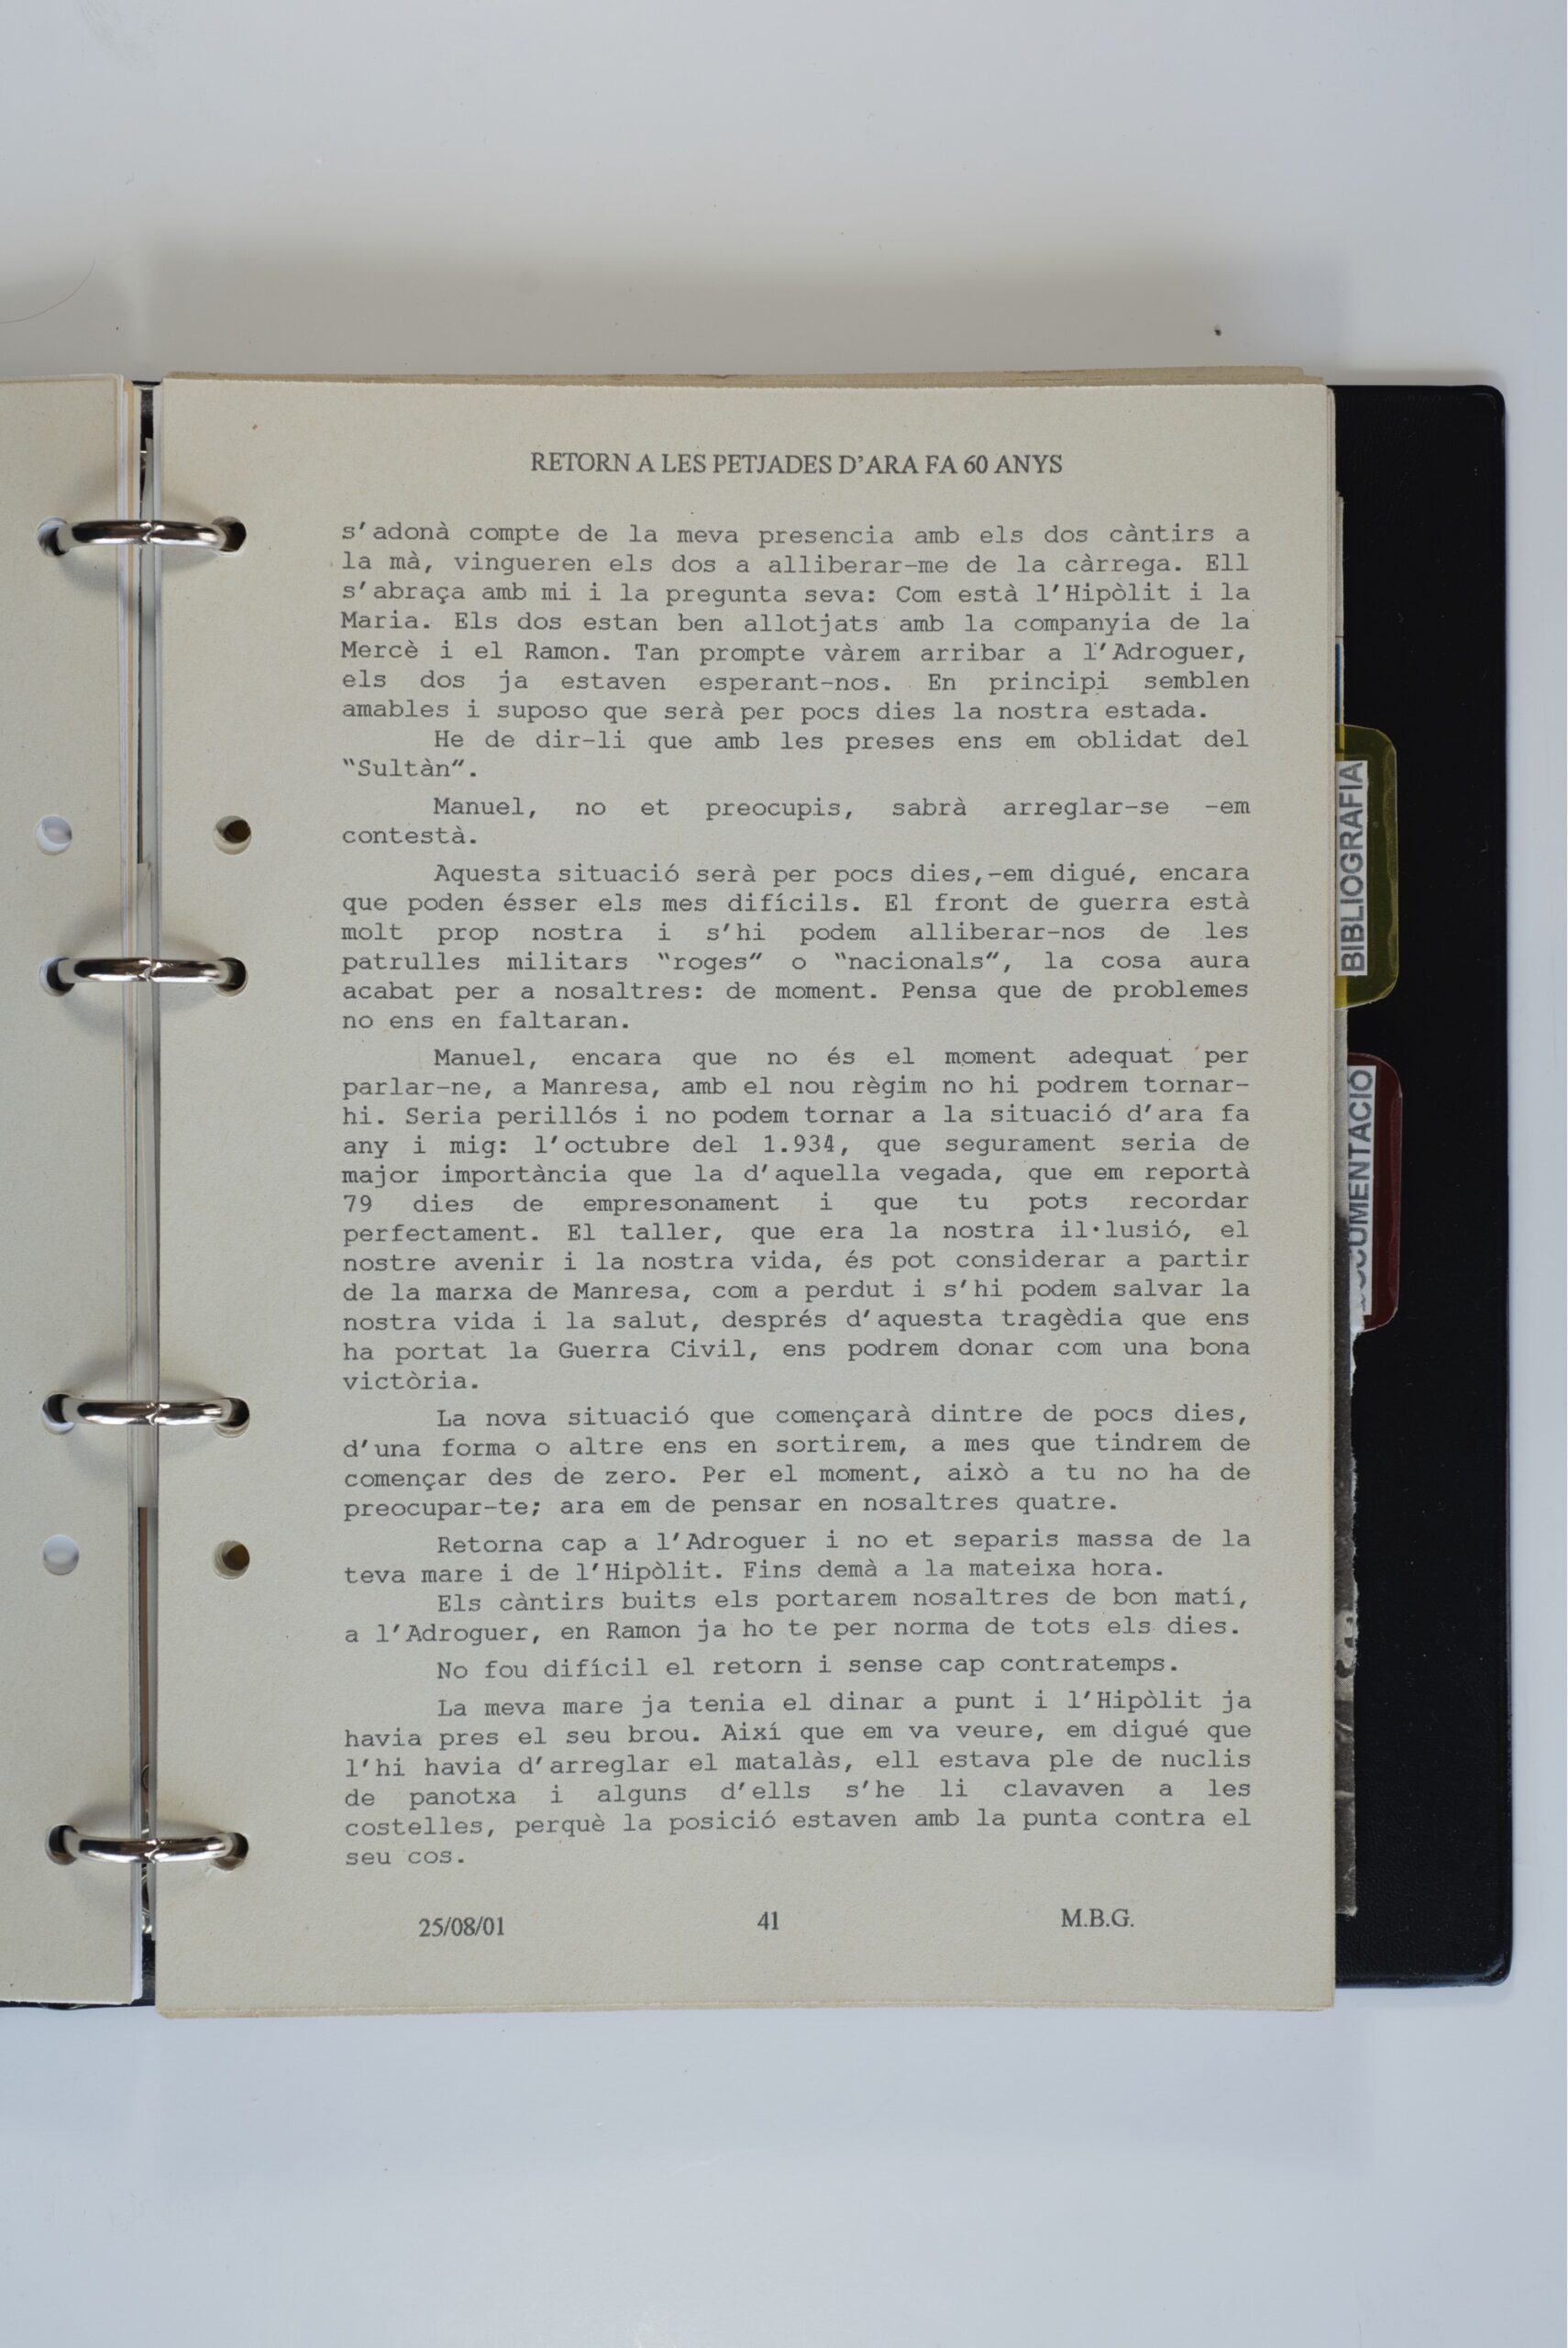 RETORN A LES PETJADES D'ARA FA 60 ANYS
s'adonà compte de la meva presencia amb els dos càntirs a
la mà, vingueren els dos a alliberar-me de la càrrega. Ell
s'abraça amb mi i la pregunta seva: Com està l'Hipòlit i la
Maria. Els dos estan ben allotjats amb la companyia de la
Mercè i el Ramon. Tan prompte vàrem arribar a l'Adroguer,
els dos ja estaven esperant-nos. En principi semblen
amables i suposo que serà per pocs dies la nostra estada.
He de dir-li que amb les preses ens em oblidat del
"Sultàn".
Manuel, no et preocupis, sabrà arreglar-se -em
contestà.
Aquesta situació serà per pocs dies,-em digué, encara
que poden ésser els mes difícils. El front de guerra està
molt prop nostra i s'hi podem alliberar-nos de les
patrulles militars "roges" o "nacionals", la cosa aura
acabat per a nosaltres: de moment. Pensa que de problemes
no ens en faltaran.
Manuel, encara que no és el moment adequat per
parlar-ne, a Manresa, amb el nou règim no hi podrem tornar-
hi. Seria perillós i no podem tornar a la situació d'ara fa
any i mig: l'octubre del 1.934, que segurament seria de
major importància que la d'aquella vegada, que em reportà
79 dies de empresonament i que tu pots recordar
perfectament. El taller, que era la nostra il·lusió, el
nostre avenir i la nostra vida, és pot considerar a partir
de la marxa de Manresa, com a perdut i s'hi podem salvar la
nostra vida i la salut, després d'aquesta tragèdia que ens
ha portat la Guerra Civil, ens podrem donar com una bona
victòria.
La nova situació que començarà dintre de pocs dies,
d'una forma o altre ens en sortirem, a mes que tindrem de
començar des de zero. Per el moment, això a tu no ha de
preocupar-te; ara em de pensar en nosaltres quatre.
Retorna cap a l'Adroguer i no et separis massa de la
teva mare i de l'Hipòlit. Fins demà a la mateixa hora.
Els càntirs buits els portarem nosaltres de bon matí,
a l'Adroguer, en Ramon ja ho te per norma de tots els dies.
No fou difícil el retorn i sense cap contratemps.
La meva mare ja tenia el dinar a punt i l'Hipòlit ja
havia pres el seu brou. Així que em va veure, em digué que
l'hi havia d'arreglar el matalàs, ell estava ple de nuclis
de panotxa i alguns d'ells s'he li clavaven a les
costelles, perquè la posició estaven amb la punta contra el
seu cos.
25/08/01 41 M.B.G.
BIBLIOGRAFIA
DOCUMENTACIÓ